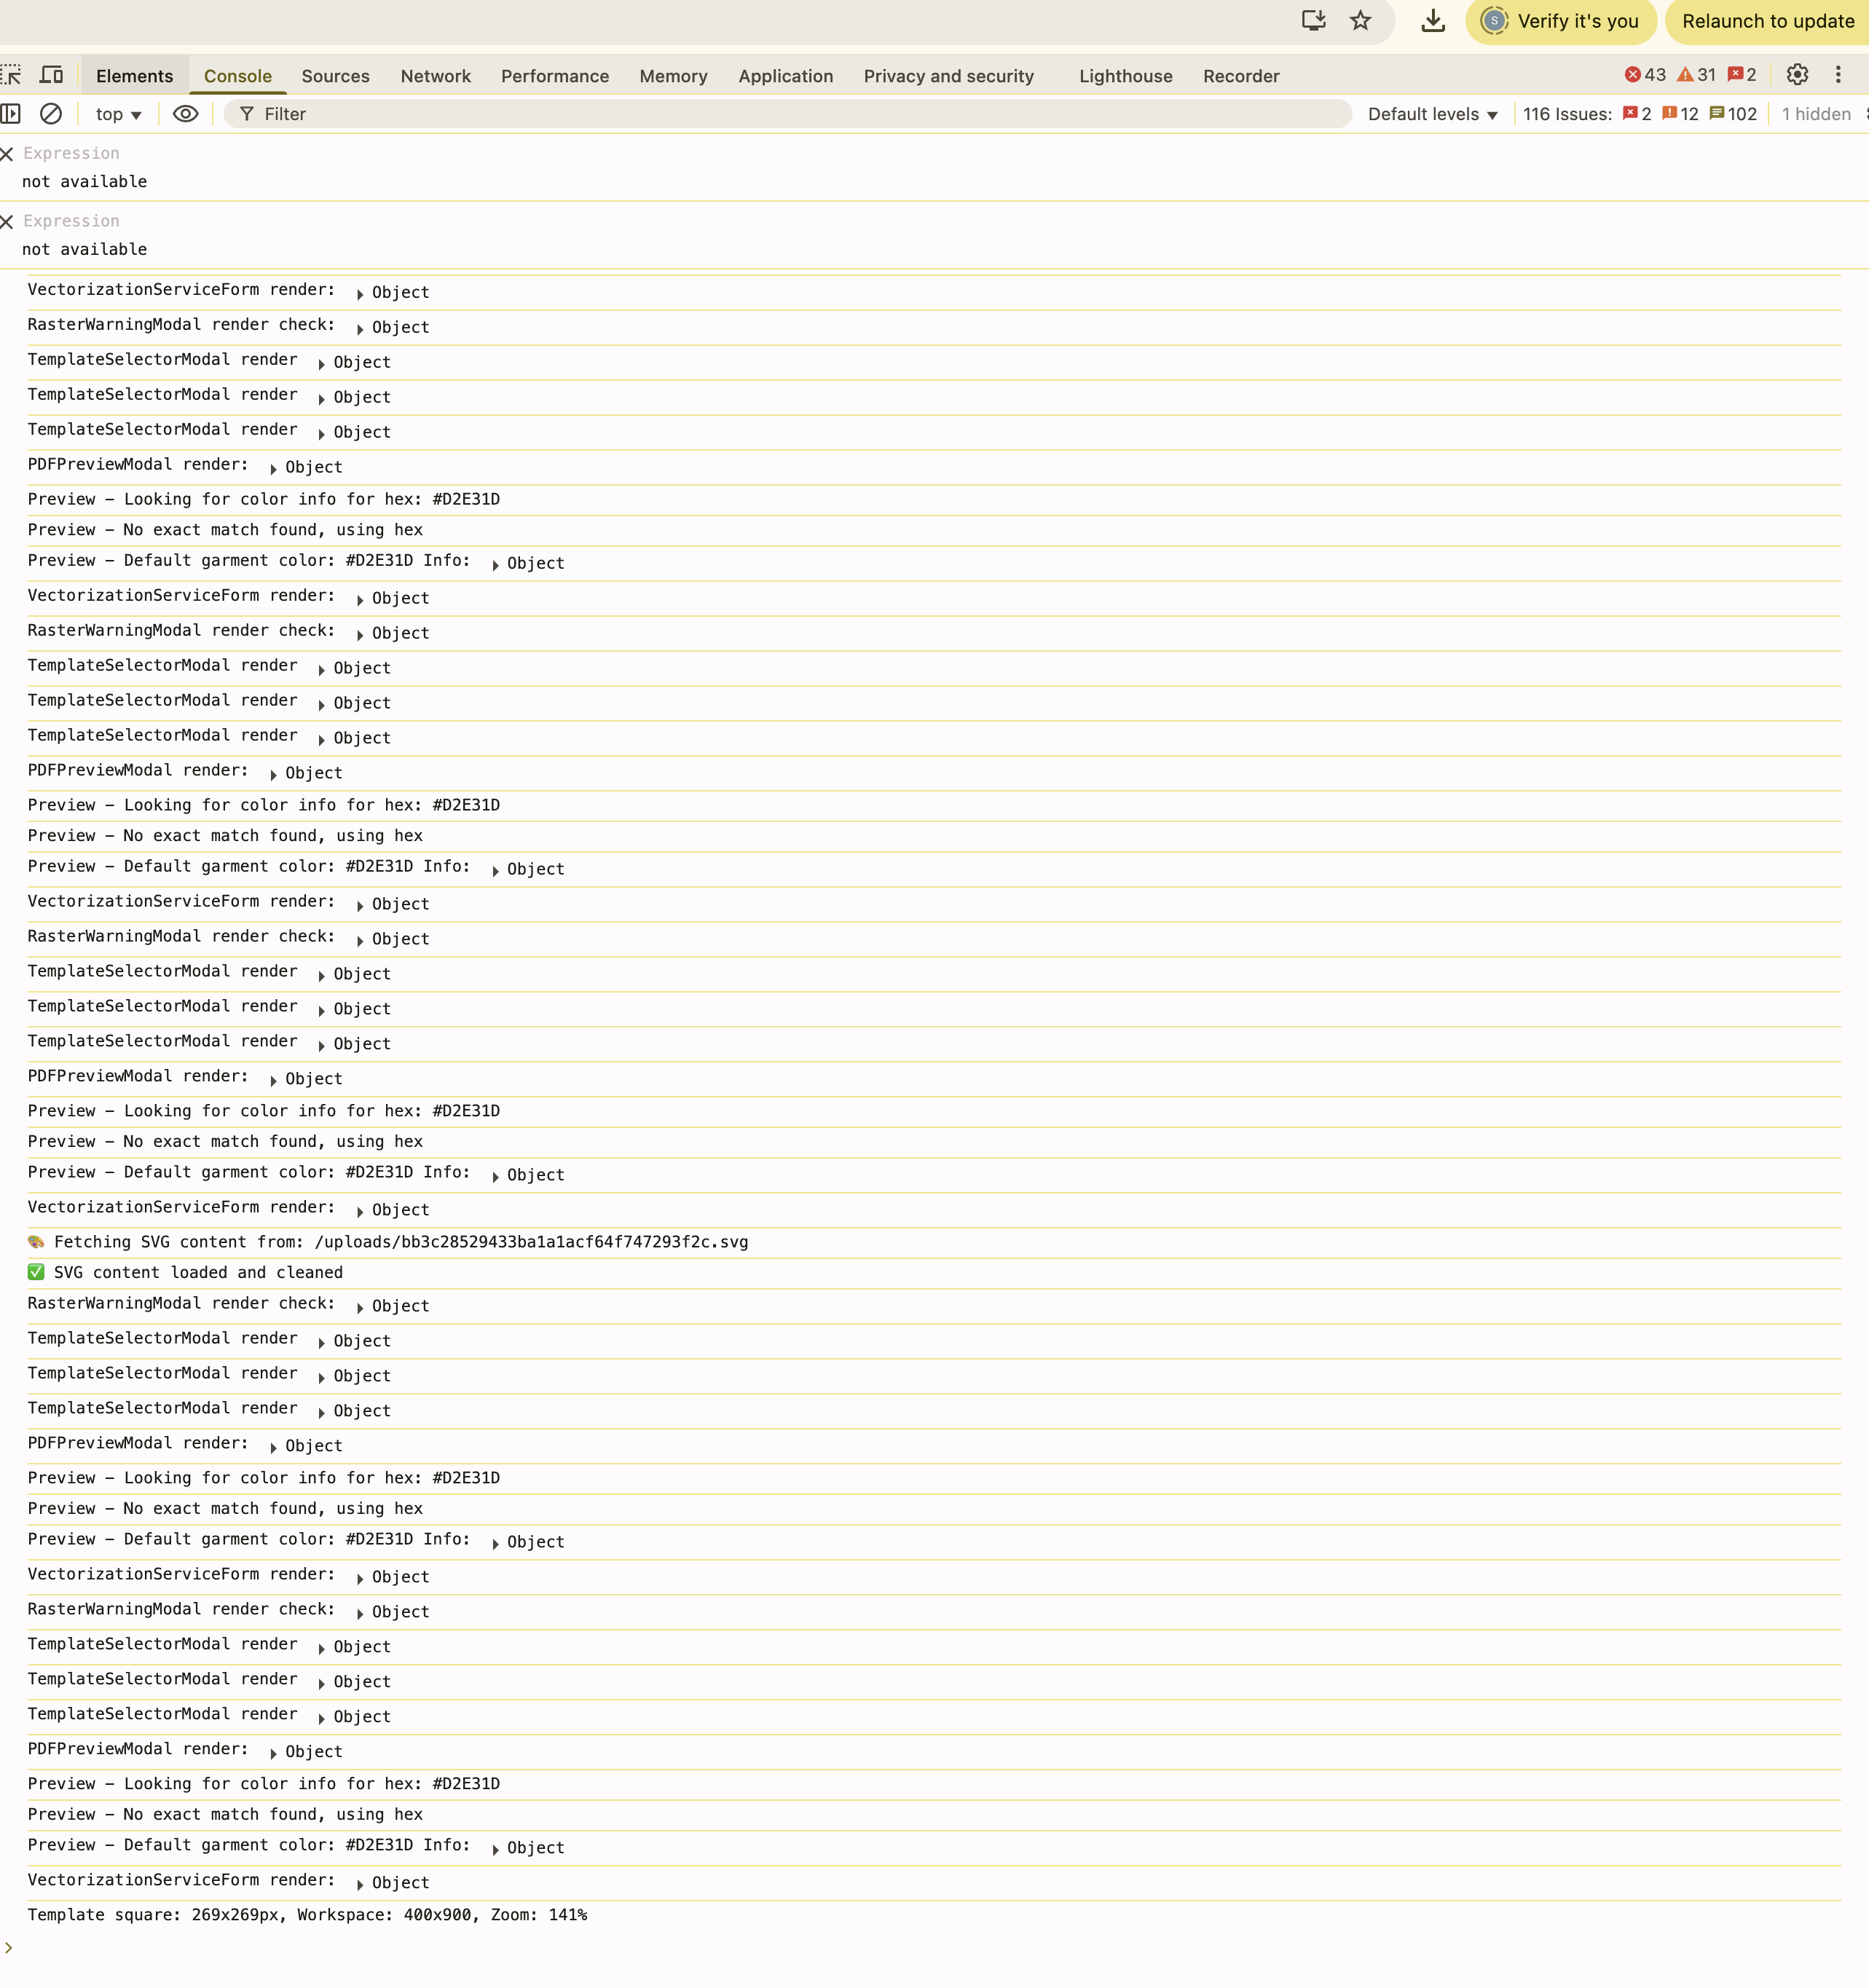 S Verify it's you Relaunch to update
Elements Console Sources Network Performance Memory Application Privacy and security Lighthouse Recorder 43 31 2
top Filter Default levels 116 Issues: 2 12 102 1 hidden
Expression
not available
Expression
not available
VectorizationServiceForm render: Object
RasterWarningModal render check: Object
TemplateSelectorModal render Object
TemplateSelectorModal render Object
TemplateSelectorModal render Object
PDFPreviewModal render: Object
Preview – Looking for color info for hex: #D2E31D
Preview – No exact match found, using hex
Preview – Default garment color: #D2E31D Info: Object
VectorizationServiceForm render: Object
RasterWarningModal render check: Object
TemplateSelectorModal render Object
TemplateSelectorModal render Object
TemplateSelectorModal render Object
PDFPreviewModal render: Object
Preview – Looking for color info for hex: #D2E31D
Preview – No exact match found, using hex
Preview – Default garment color: #D2E31D Info: Object
VectorizationServiceForm render: Object
RasterWarningModal render check: Object
TemplateSelectorModal render Object
TemplateSelectorModal render Object
TemplateSelectorModal render Object
PDFPreviewModal render: Object
Preview – Looking for color info for hex: #D2E31D
Preview – No exact match found, using hex
Preview – Default garment color: #D2E31D Info: Object
VectorizationServiceForm render: Object
🎨 Fetching SVG content from: /uploads/bb3c28529433ba1a1acf64f747293f2c.svg
✅ SVG content loaded and cleaned
RasterWarningModal render check: Object
TemplateSelectorModal render Object
TemplateSelectorModal render Object
TemplateSelectorModal render Object
PDFPreviewModal render: Object
Preview – Looking for color info for hex: #D2E31D
Preview – No exact match found, using hex
Preview – Default garment color: #D2E31D Info: Object
VectorizationServiceForm render: Object
RasterWarningModal render check: Object
TemplateSelectorModal render Object
TemplateSelectorModal render Object
TemplateSelectorModal render Object
PDFPreviewModal render: Object
Preview – Looking for color info for hex: #D2E31D
Preview – No exact match found, using hex
Preview – Default garment color: #D2E31D Info: Object
VectorizationServiceForm render: Object
Template square: 269x269px, Workspace: 400x900, Zoom: 141%